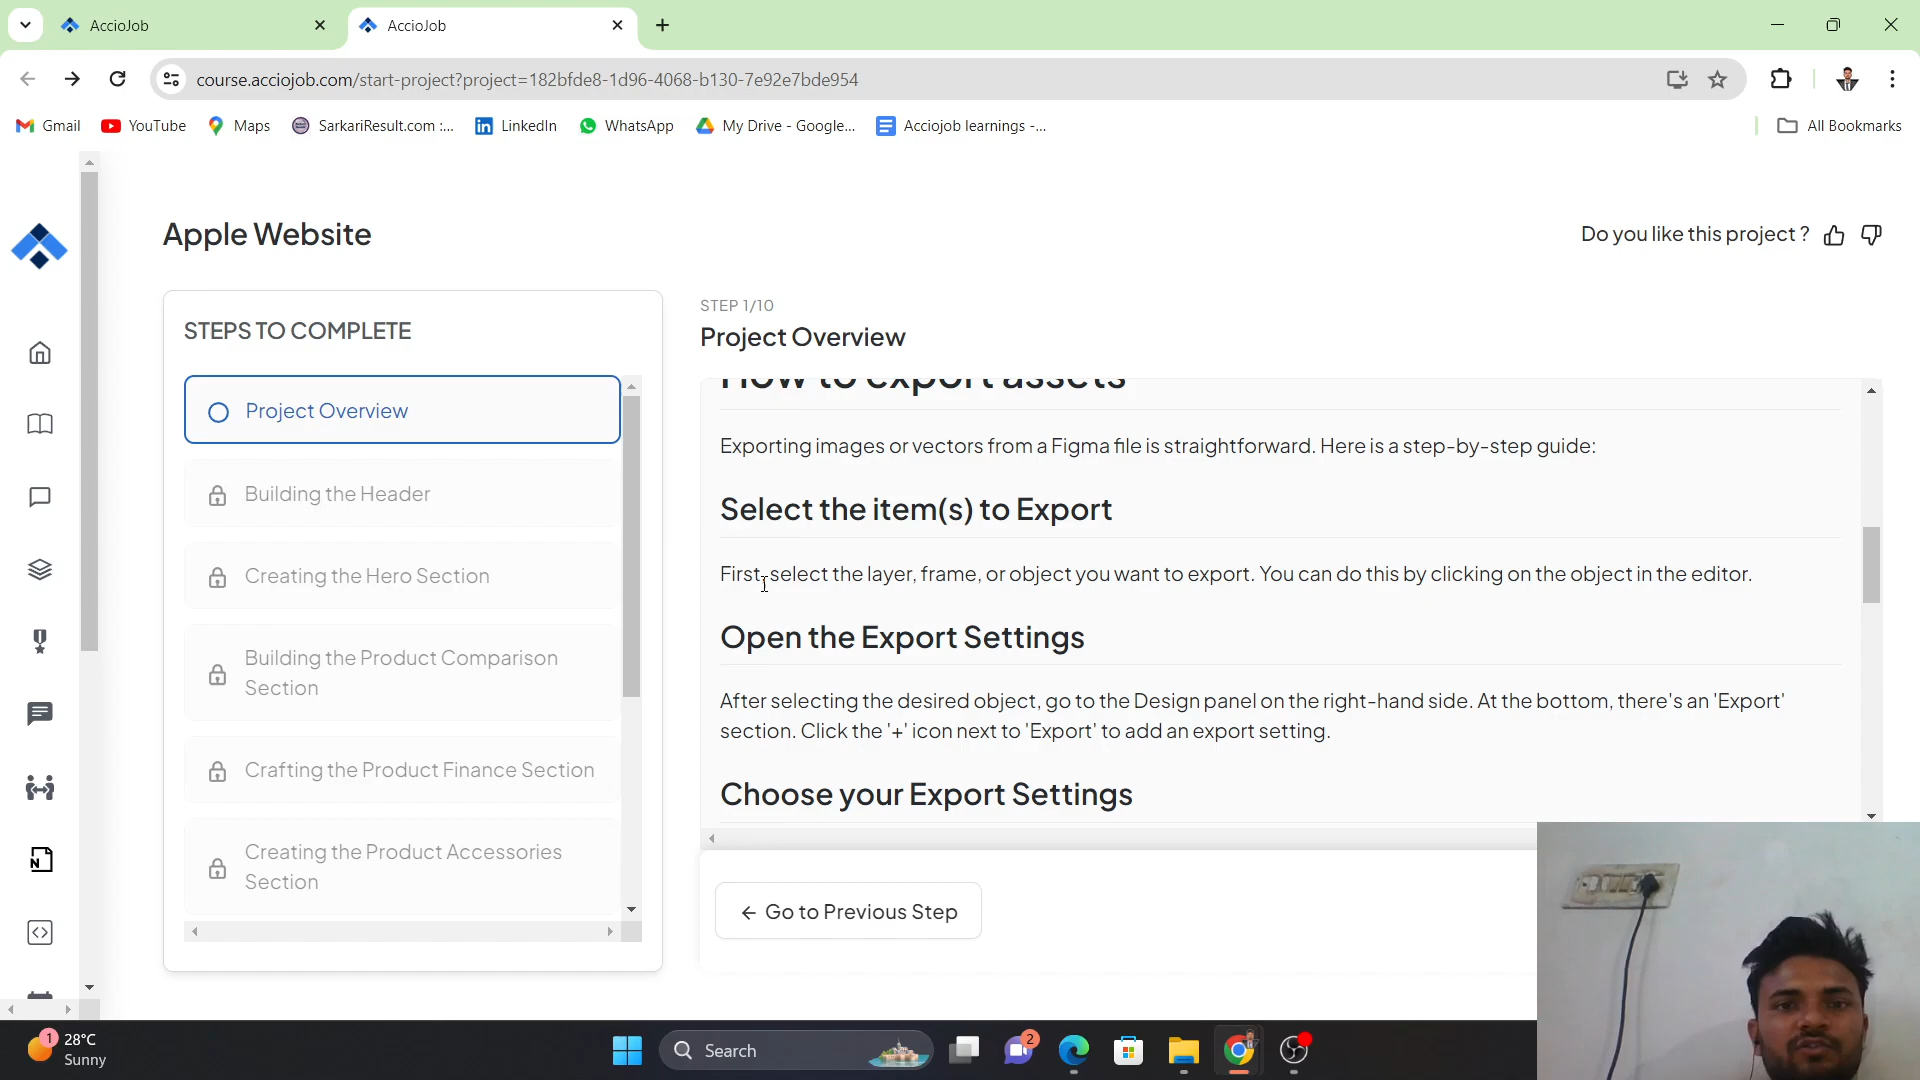 AccioJob
AccioJob
course.acciojob.com/start-project?project=182bfde8-1d96-4068-b130-7e92e7bde954
Gmail
YouTube
Maps
SarkariResult.com :...
LinkedIn
WhatsApp
My Drive - Google...
Acciojob learnings -...
All Bookmarks
Apple Website
Do you like this project ?
STEPS TO COMPLETE
Project Overview
Building the Header
Creating the Hero Section
Building the Product Comparison
Section
Crafting the Product Finance Section
Creating the Product Accessories
Section
STEP 1/10
Project Overview
How to export assets
Exporting images or vectors from a Figma file is straightforward. Here is a step-by-step guide:
Select the item(s) to Export
First, select the layer, frame, or object you want to export. You can do this by clicking on the object in the editor.
Open the Export Settings
After selecting the desired object, go to the Design panel on the right-hand side. At the bottom, there's an 'Export'
section. Click the '+' icon next to 'Export' to add an export setting.
Choose your Export Settings
← Go to Previous Step
N
1
28°C
Sunny
Search
2